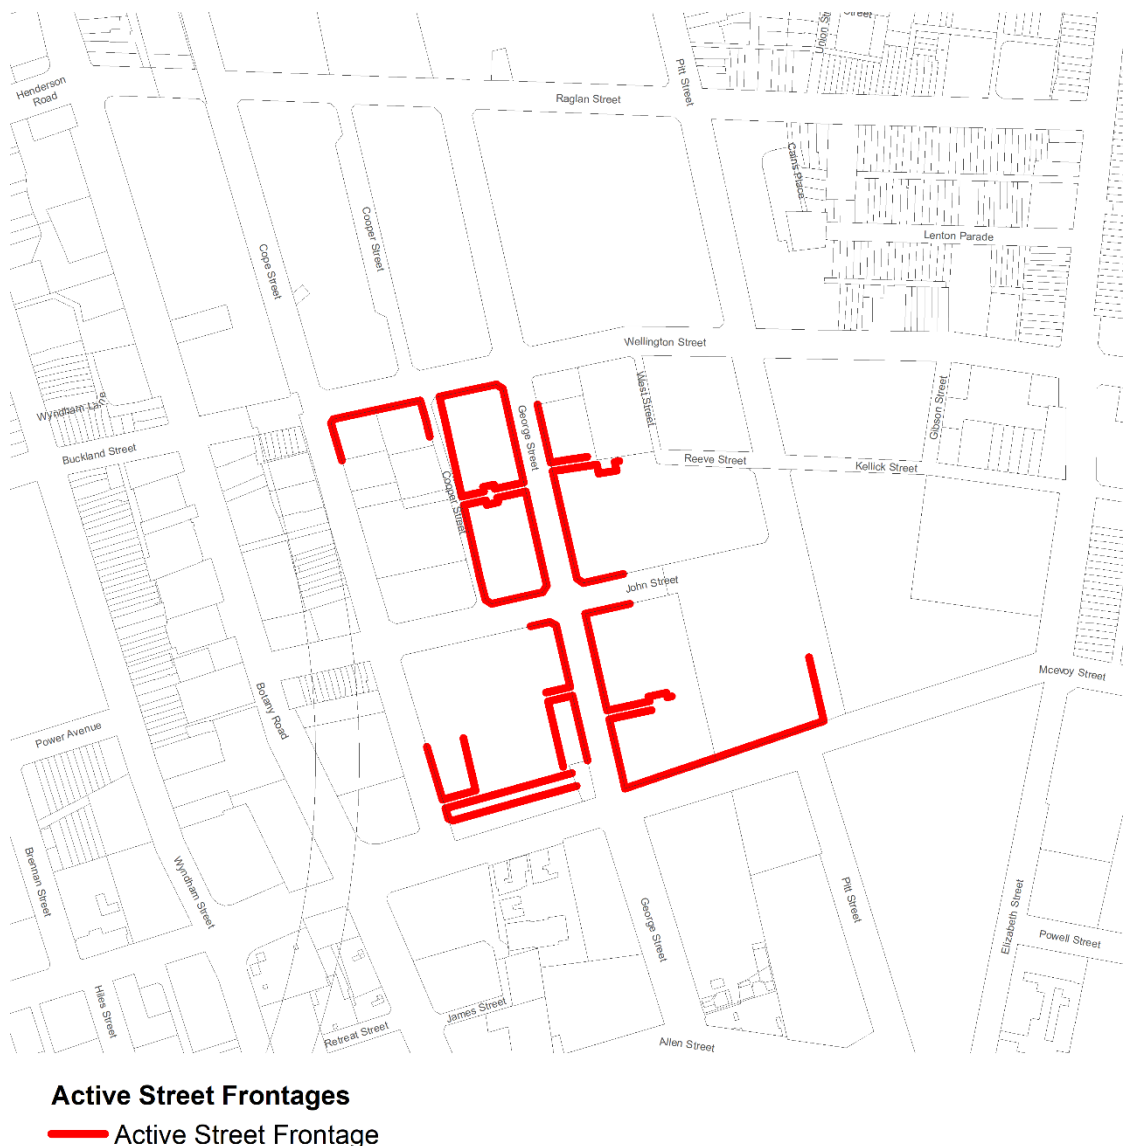 Union St
Street
Henderson
Road
Pitt Street
Raglan Street
Cains Place
Cooper Street
Lenton Parade
Cope Street
Wellington Street
West Street
Gibson Street
Wyndham La
George Street
Buckland Street
Reeve Street
Kellick Street
Cooper Street
John Street
Mcevoy Street
Botany Road
Power Avenue
Brennan Street
Wyndham Street
George Street
Pitt Street
Elizabeth Street
Powell Street
Hiles Street
James Street
Retreat Street
Allen Street
Active Street Frontages
Active Street Frontage